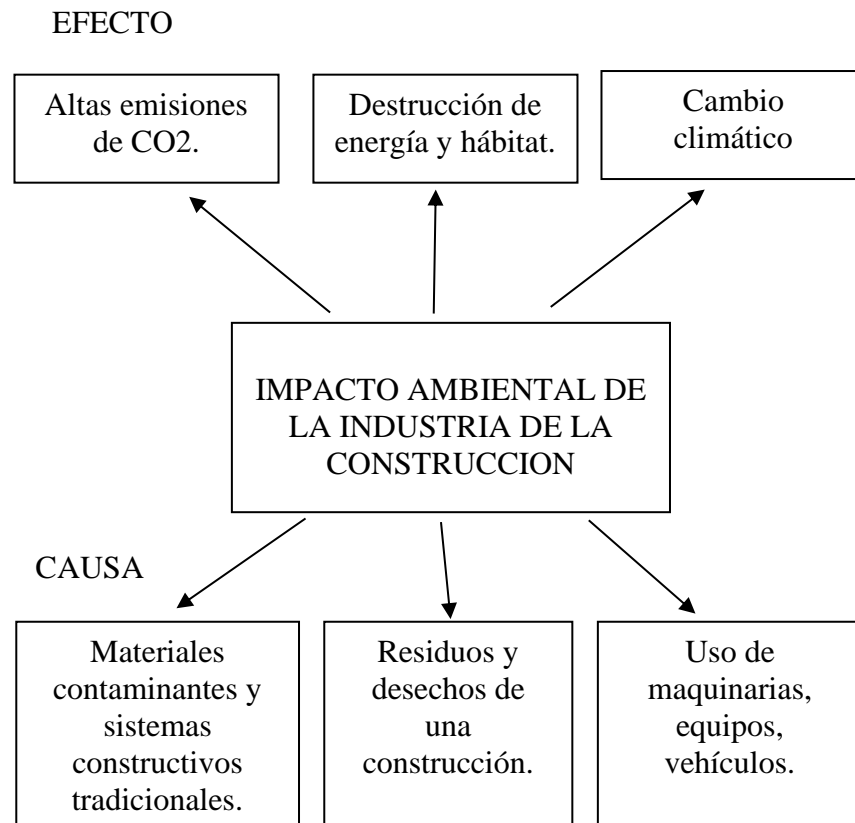 EFECTO
Altas emisiones
de CO2.
Destrucción de
energía y hábitat.
Cambio
climático
IMPACTO AMBIENTAL DE
LA INDUSTRIA DE LA
CONSTRUCCION
CAUSA
Materiales
contaminantes y
sistemas
constructivos
tradicionales.
Residuos y
desechos de
una
construcción.
Uso de
maquinarias,
equipos,
vehículos.